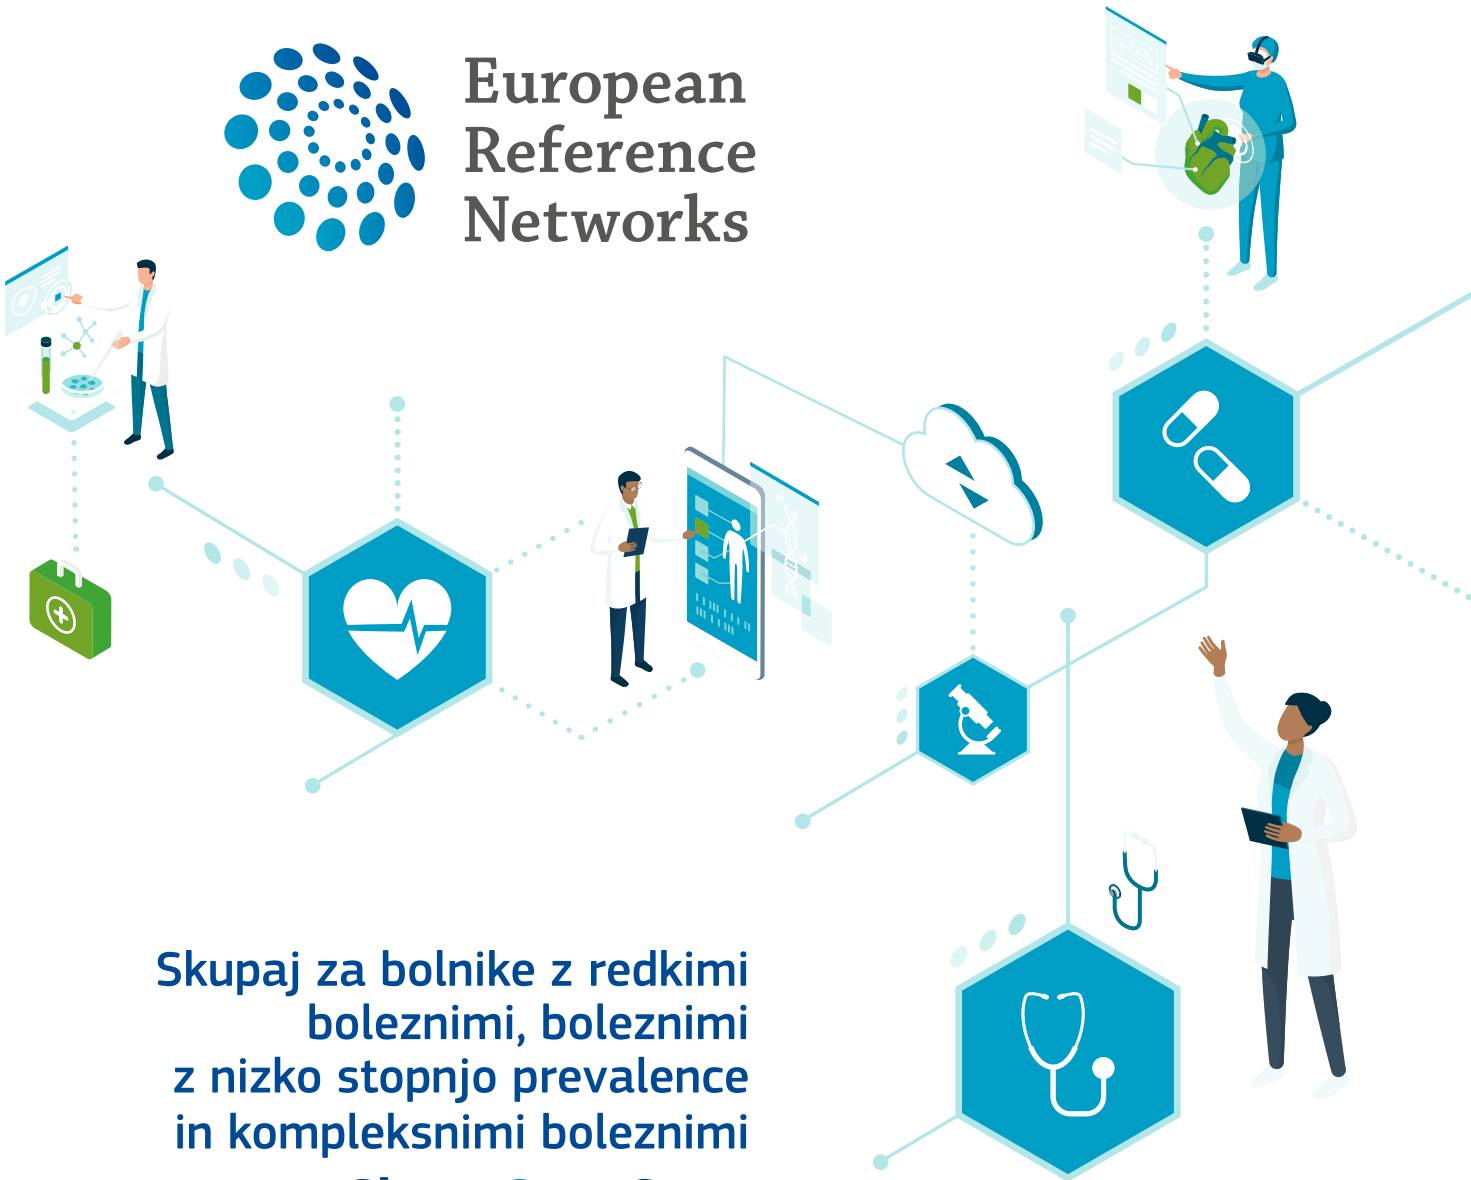 European
Reference
Networks
Skupaj za bolnike z redkimi
boleznimi, boleznimi
z nizko stopnjo prevalence
in kompleksnimi boleznimi